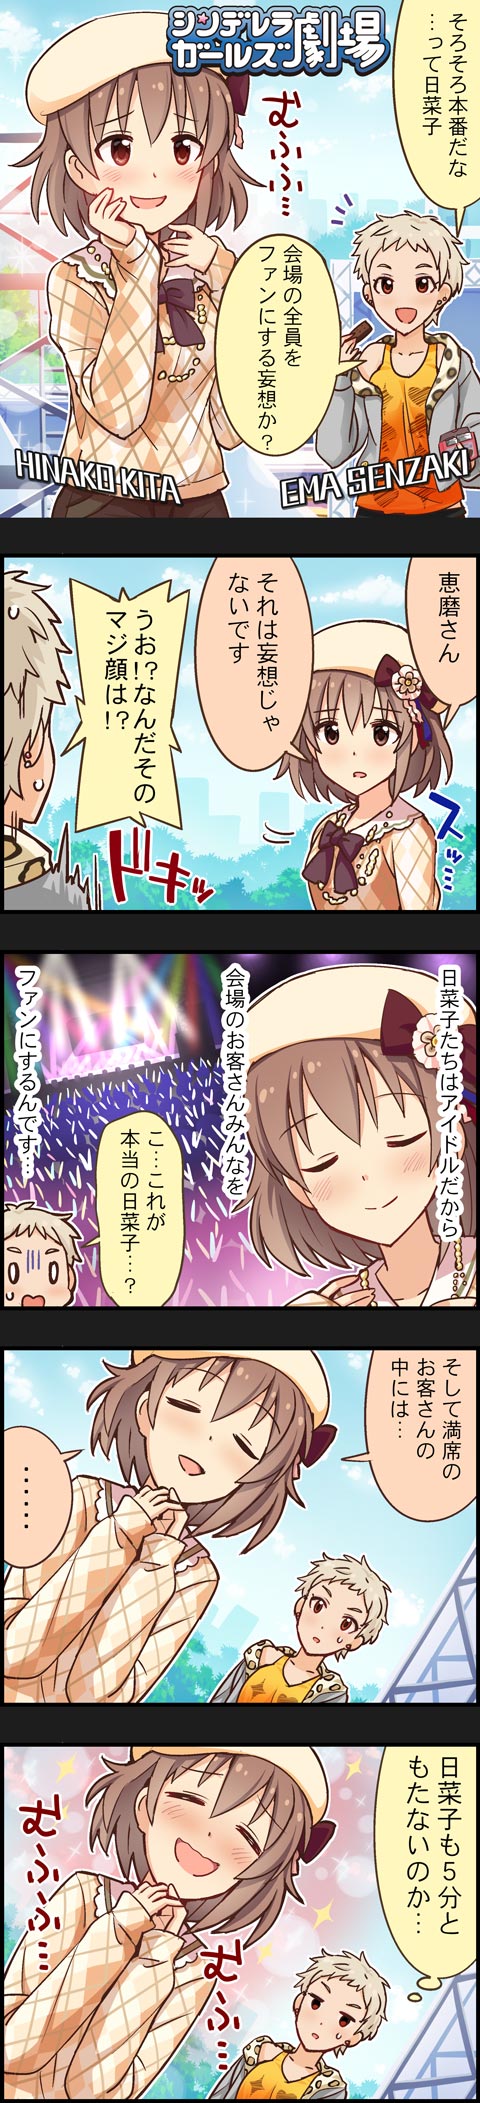 シンデレラ
ガールズ劇場
そろそろ本番だな
…って日菜子
むふふ…
会場の全員を
ファンにする妄想か?
HINAKO KITA
EMA SENZAKI
恵磨さん
それは妄想じゃ
ないです
うお!?なんだその
マジ顔は!?
スッ…
ドキッ
日菜子たちはアイドルだから
会場のお客さんみんなを
ファンにするんです…
こ…これが
本当の日菜子…?
そして満席の
お客さんの
中には…
……
日菜子も5分と
もたないのか…
むふふ…
むふふ…